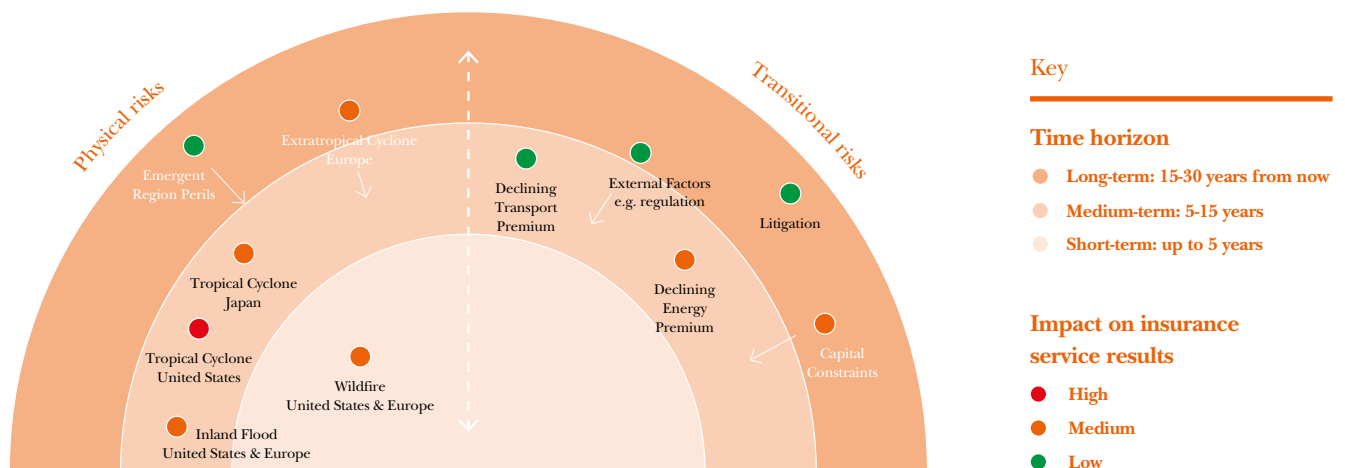 Physical risks
Transitional risks
Extratropical Cyclone
Europe
Emergent
Region Perils
Tropical Cyclone
Japan
Tropical Cyclone
United States
Wildfire
United States & Europe
Inland Flood
United States & Europe
Declining
Transport
Premium
External Factors
e.g. regulation
Litigation
Declining
Energy
Premium
Capital
Constraints
Key
Time horizon
Long-term: 15-30 years from now
Medium-term: 5-15 years
Short-term: up to 5 years
Impact on insurance
service results
High
Medium
Low